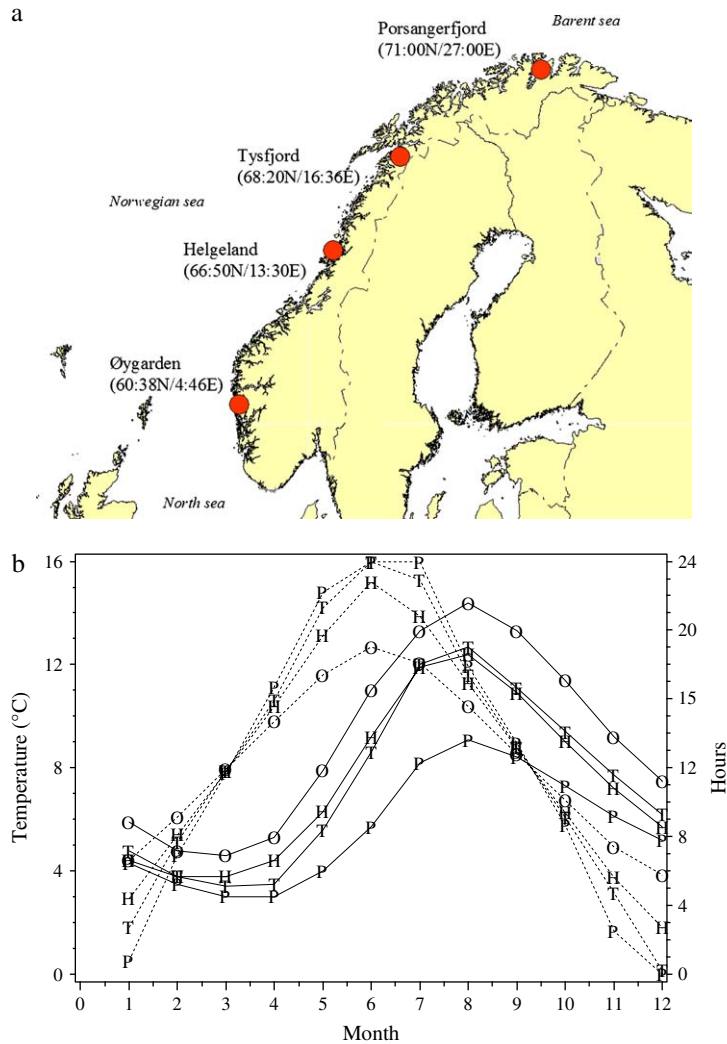 a
Barent sea
Porsangerfjord
(71:00N/27:00E)
Tysfjord
(68:20N/16:36E)
Norwegian sea
Helgeland
(66:50N/13:30E)
Øygarden
(60:38N/4:46E)
North sea
b
16
12
8
4
0
Temperature (°C)
24
20
16
12
8
4
0
Hours
0 1 2 3 4 5 6 7 8 9 10 11 12
Month